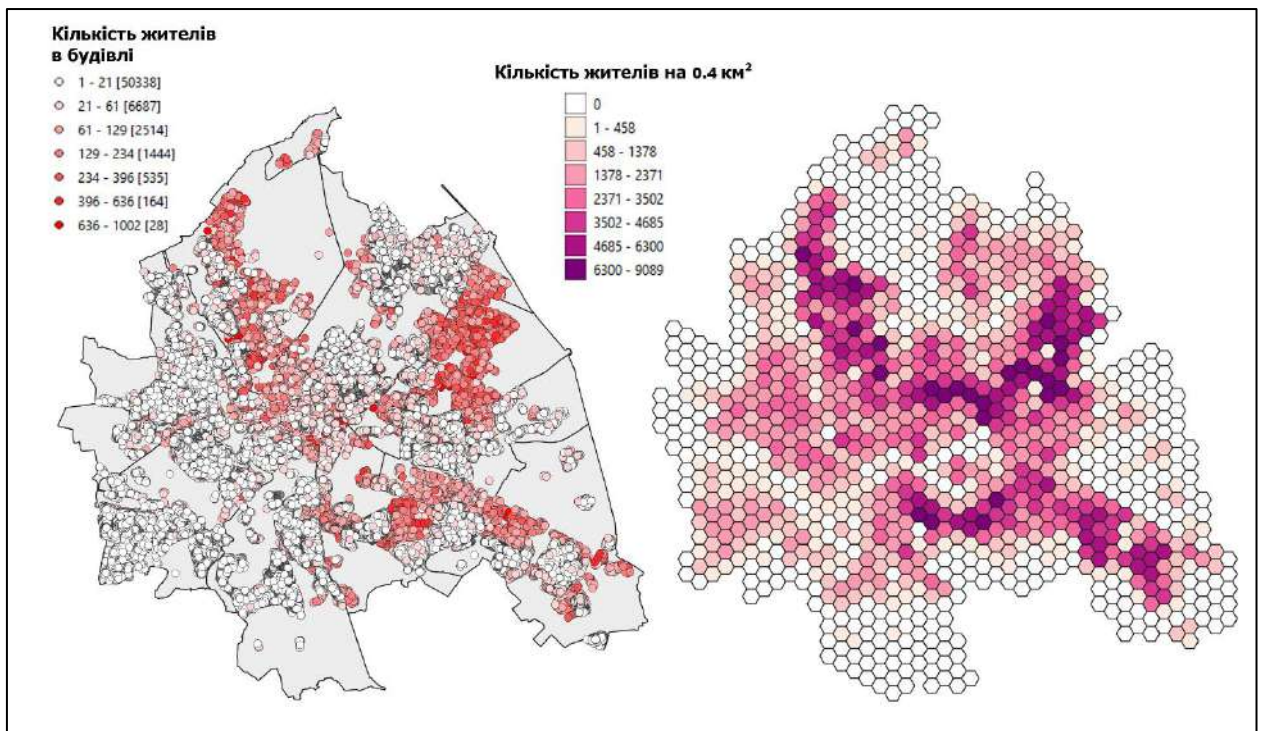 Кількість жителів
в будівлі
1 - 21 [50338]
21 - 61 [6687]
61 - 129 [2514]
129 - 234 [1444]
234 - 396 [535]
396 - 636 [164]
636 - 1002 [28]
Кількість жителів на 0.4 км²
0
1 - 458
458 - 1378
1378 - 2371
2371 - 3502
3502 - 4685
4685 - 6300
6300 - 9089